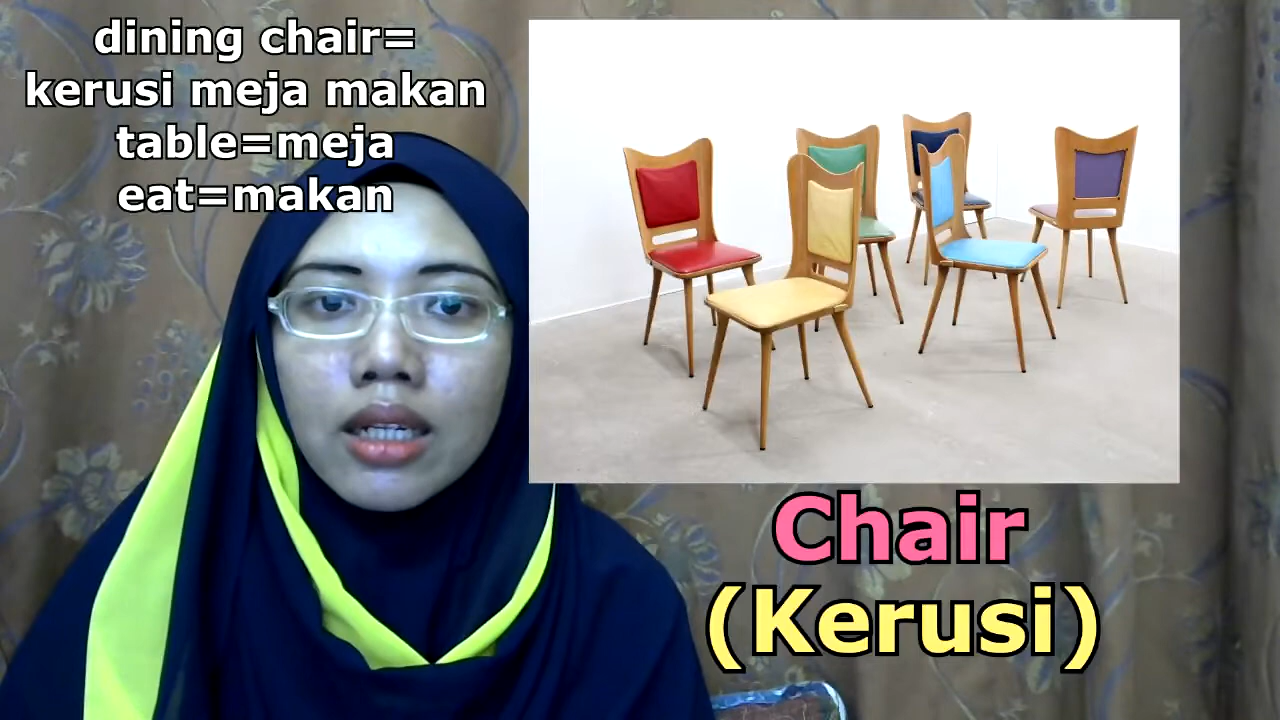 dining chair=
kerusi meja makan
table=meja
eat=makan
Chair
(Kerusi)